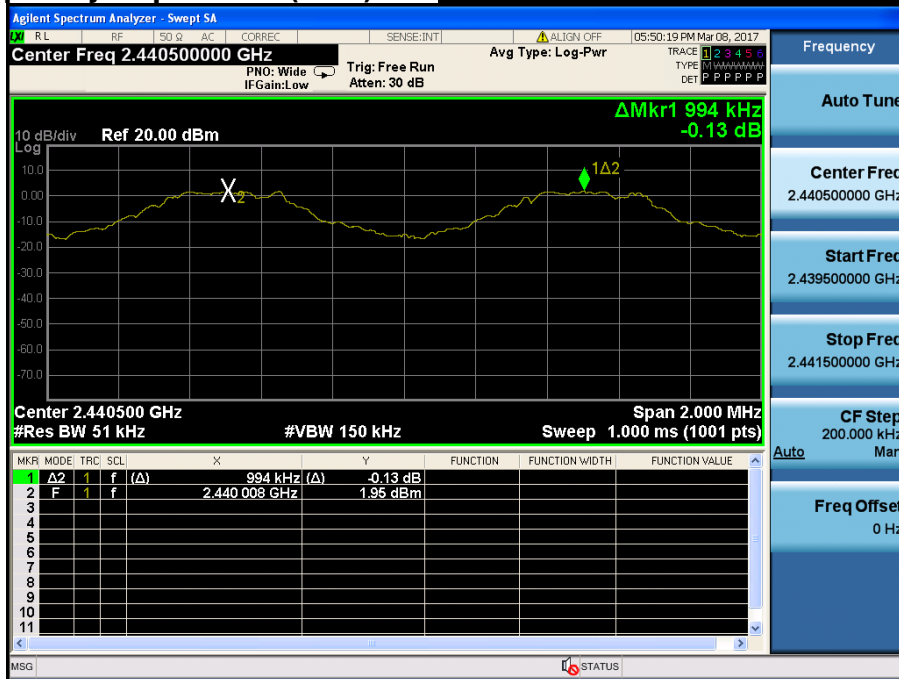 Agilent Spectrum Analyzer - Swept SA
LXI RL RF 50 Ω AC CORREC SENSE:INT ALIGN OFF 05:50:19 PM Mar 08, 2017
Center Freq 2.440500000 GHz
PNO: Wide
IFGain:Low
Trig: Free Run
Atten: 30 dB
Avg Type: Log-Pwr
TRACE 1 2 3 4 5 6
TYPE M WWWWW
DET P P P P P P
ΔMkr1 994 kHz
-0.13 dB
10 dB/div Ref 20.00 dBm
Log
10.0
0.00
-10.0
-20.0
-30.0
-40.0
-50.0
-60.0
-70.0
1Δ2
X2
Center 2.440500 GHz Span 2.000 MHz
#Res BW 51 kHz #VBW 150 kHz Sweep 1.000 ms (1001 pts)
MKR MODE TRC SCL X Y FUNCTION FUNCTION WIDTH FUNCTION VALUE
1 Δ2 1 f (Δ) 994 kHz (Δ) -0.13 dB
2 F 1 f 2.440 008 GHz 1.95 dBm
3
4
5
6
7
8
9
10
11
MSG STATUS
Frequency
Auto Tune
Center Freq
2.440500000 GHz
Start Freq
2.439500000 GHz
Stop Freq
2.441500000 GHz
CF Step
200.000 kHz
Auto Man
Freq Offset
0 Hz